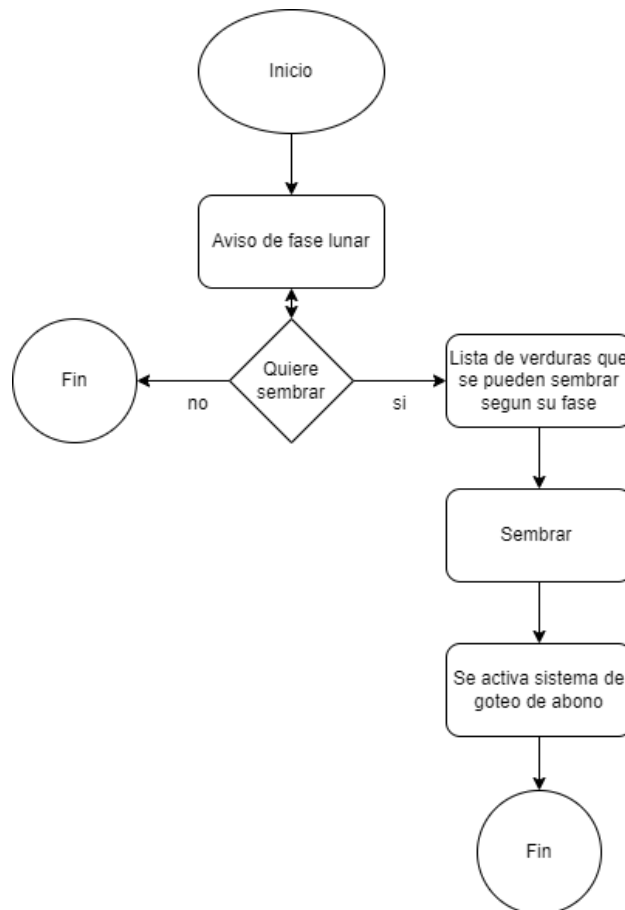 Inicio
Aviso de fase lunar
Quiere
sembrar
Fin
no
si
Lista de verduras que
se pueden sembrar
segun su fase
Sembrar
Se activa sistema de
goteo de abono
Fin